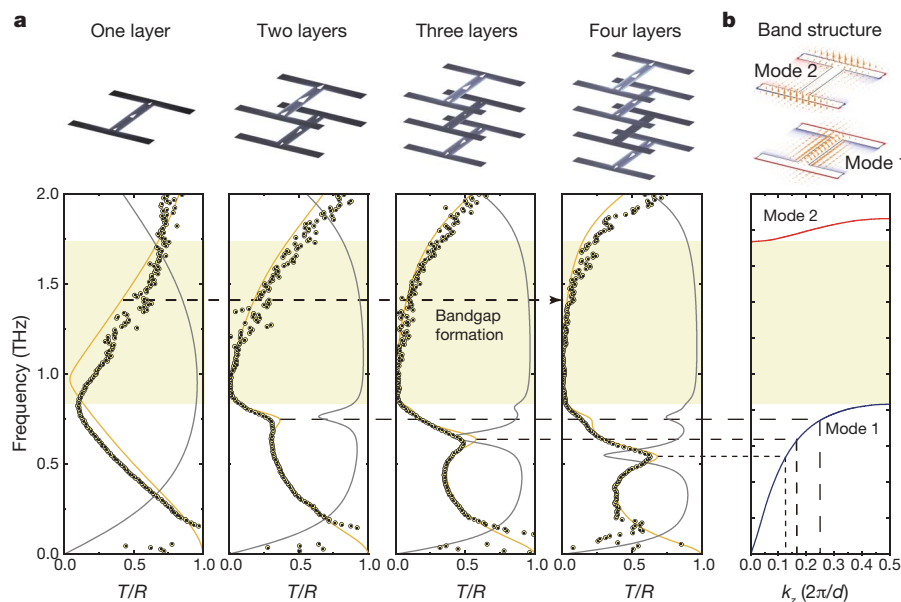 a
One layer
Two layers
Three layers
Four layers
b
Band structure
Mode 2
Mode 1
2.0
1.5
1.0
0.5
0.0
Frequency (THz)
Bandgap
formation
Mode 2
Mode 1
0.0 0.5 1.0
0.0 0.5 1.0
0.0 0.5 1.0
0.0 0.5 1.0
0.0 0.1 0.2 0.3 0.4 0.5
T/R
T/R
T/R
T/R
k_z (2π/d)